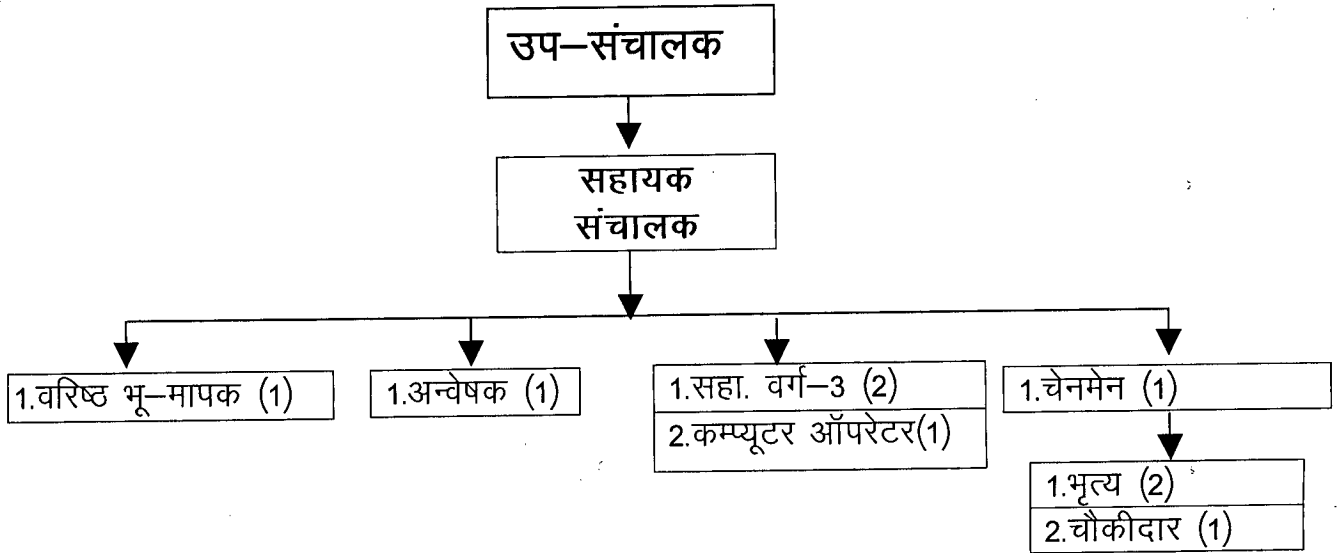 उप–संचालक
सहायक
संचालक
1.वरिष्ठ भू–मापक (1)
1.अन्वेषक (1)
1.सहा. वर्ग–3 (2)
2.कम्प्यूटर ऑपरेटर(1)
1.चेनमेन (1)
1.भृत्य (2)
2.चौकीदार (1)